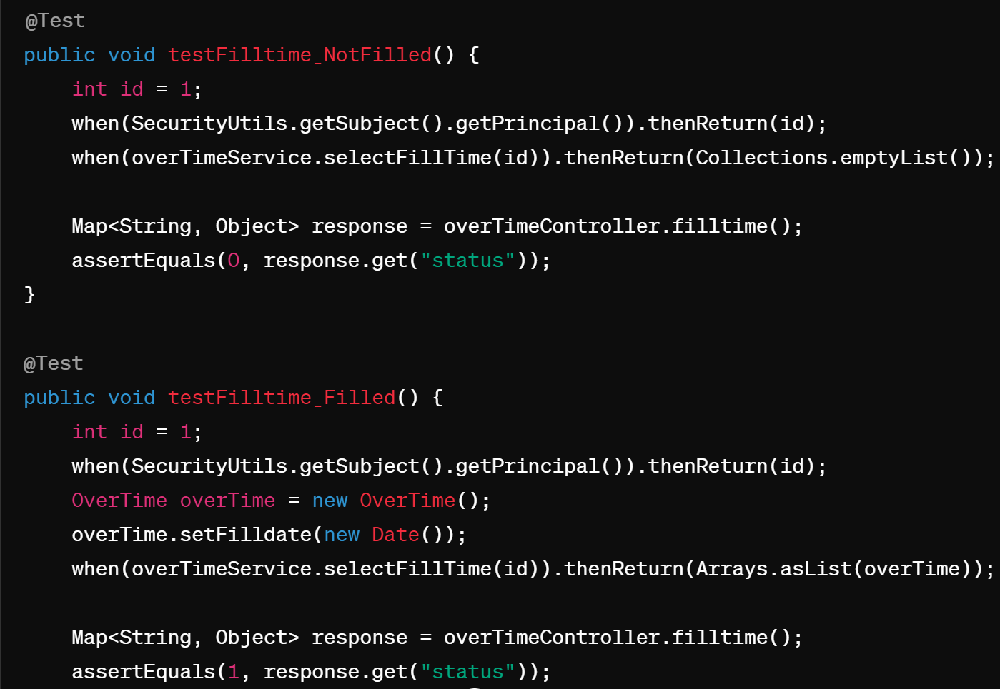 @Test
public void testFilltime_NotFilled() {
    int id = 1;
    when(SecurityUtils.getSubject().getPrincipal()).thenReturn(id);
    when(overTimeService.selectFillTime(id)).thenReturn(Collections.emptyList());
    Map<String, Object> response = overTimeController.filltime();
    assertEquals(0, response.get("status"));
}
@Test
public void testFilltime_Filled() {
    int id = 1;
    when(SecurityUtils.getSubject().getPrincipal()).thenReturn(id);
    OverTime overTime = new OverTime();
    overTime.setFilldate(new Date());
    when(overTimeService.selectFillTime(id)).thenReturn(Arrays.asList(overTime));
    Map<String, Object> response = overTimeController.filltime();
    assertEquals(1, response.get("status"));